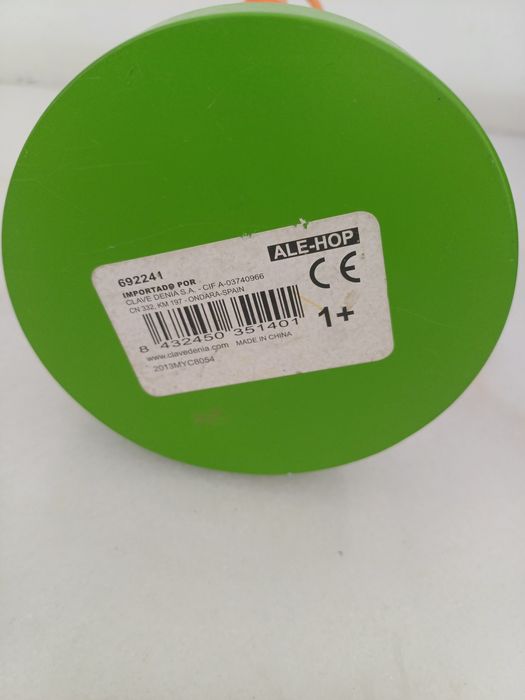 ALE-HOP
692241
IMPORTADO POR
CLAVE DENIA S.A. - CIF A-03740966
CN 332, KM 197 - ONDARA-SPAIN
CE
1+
8 432450 351401
www.clavedenia.com MADE IN CHINA
2013MYC6054